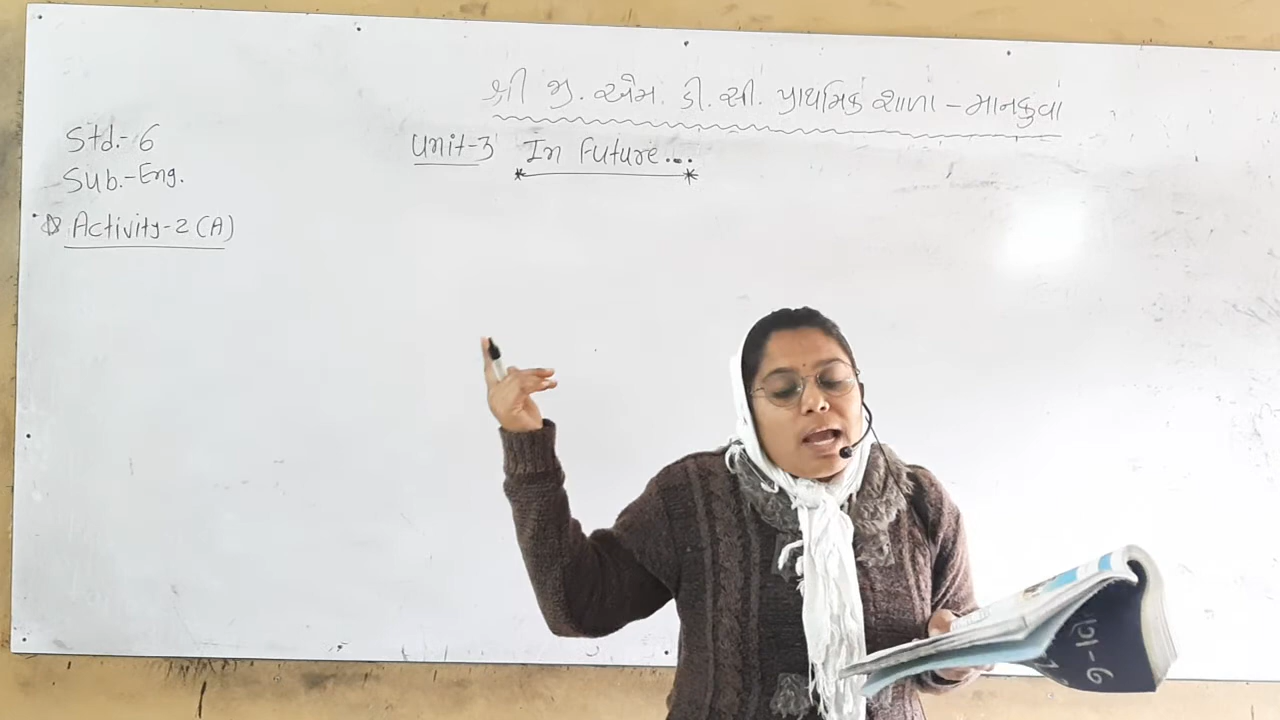 શ્રી જી. એમ. ડી. સી. પ્રાથમિક શાળા - માનકુવા
Std.- 6
Sub.-Eng.
Unit-3 In Future...
Activity-2 (A)